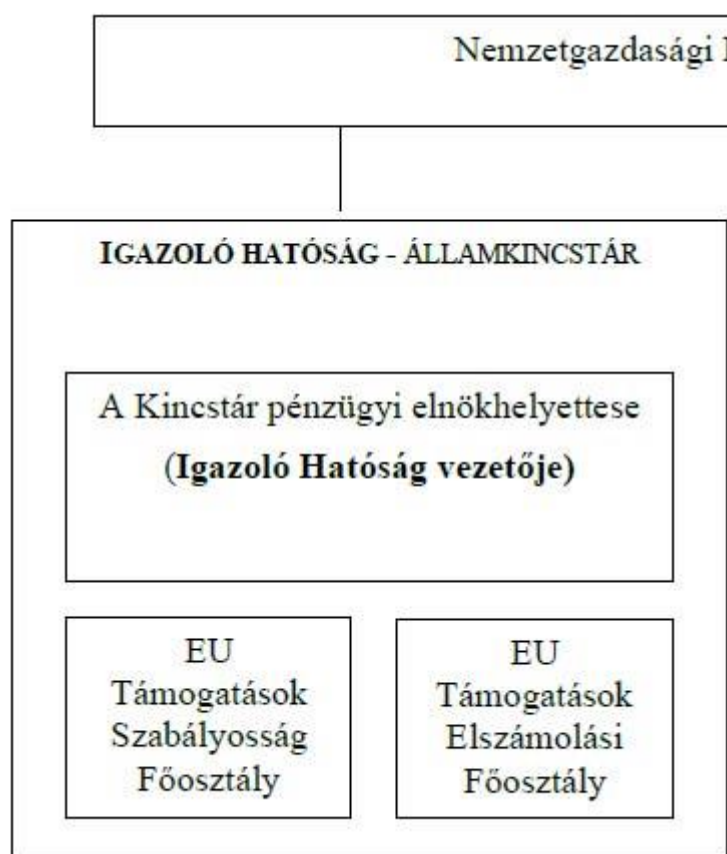 Nemzetgazdasági
IGAZOLÓ HATÓSÁG - ÁLLAMKINCSTÁR
A Kincstár pénzügyi elnökhelyettese
(Igazoló Hatóság vezetője)
EU
Támogatások
Szabályosság
Főosztály
EU
Támogatások
Elszámolási
Főosztály